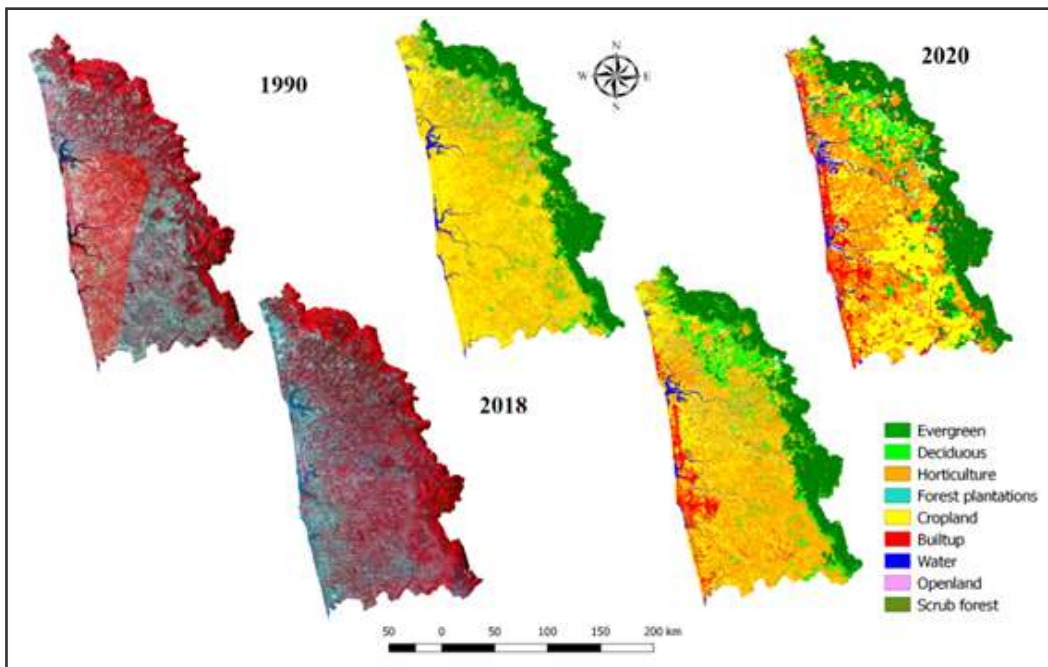 1990
N
W E
S
2020
2018
Evergreen
Deciduous
Horticulture
Forest plantations
Cropland
Builtup
Water
Openland
Scrub forest
50 0 50 100 150 200 km